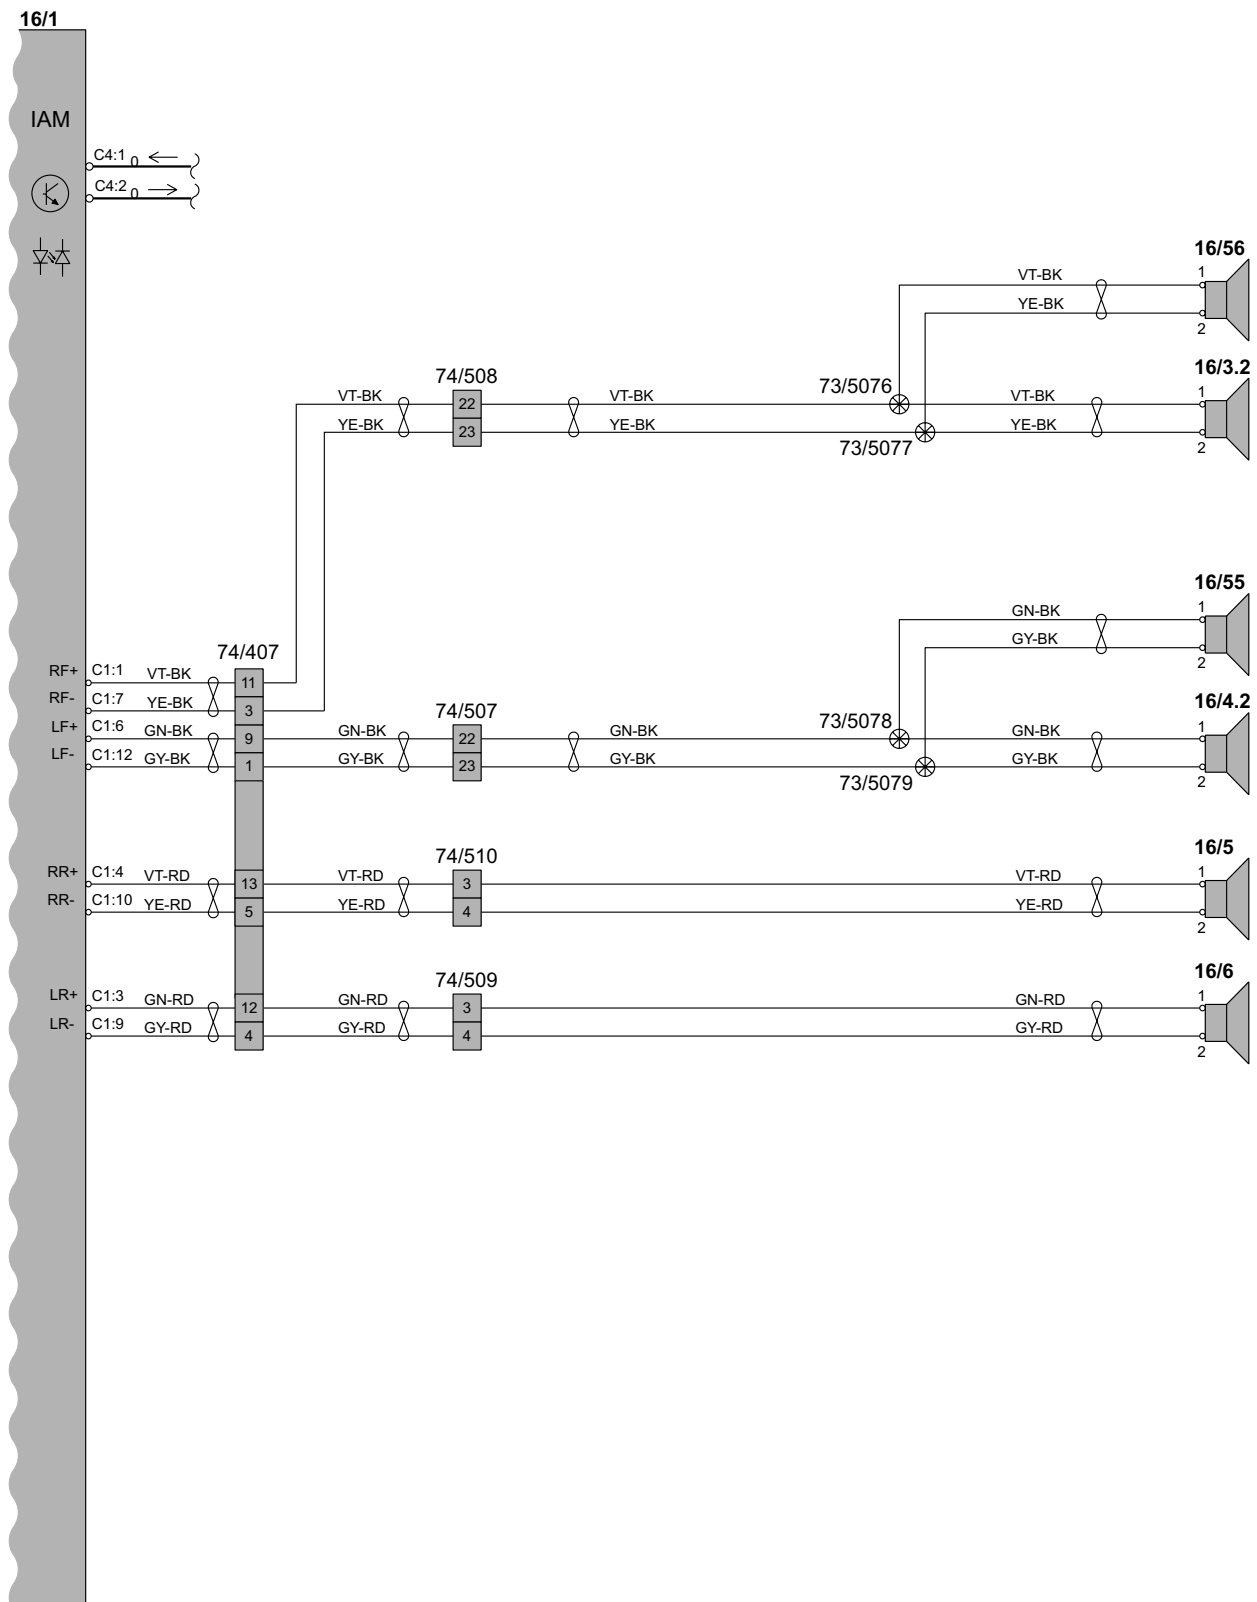 16/1
IAM
C4:1 0
C4:2 0
16/56
1
VT-BK
YE-BK
2
74/508
73/5076
16/3.2
VT-BK 22 VT-BK VT-BK 1
YE-BK 23 YE-BK YE-BK
73/5077 2
16/55
1
GN-BK
GY-BK
2
74/407
RF+ C1:1 VT-BK 11
RF- C1:7 YE-BK 3
74/507 73/5078 16/4.2
LF+ C1:6 GN-BK 9 GN-BK 22 GN-BK GN-BK 1
LF- C1:12 GY-BK 1 GY-BK 23 GY-BK GY-BK
73/5079 2
74/510 16/5
RR+ C1:4 VT-RD 13 VT-RD 3 VT-RD 1
RR- C1:10 YE-RD 5 YE-RD 4 YE-RD
2
74/509 16/6
LR+ C1:3 GN-RD 12 GN-RD 3 GN-RD 1
LR- C1:9 GY-RD 4 GY-RD 4 GY-RD
2